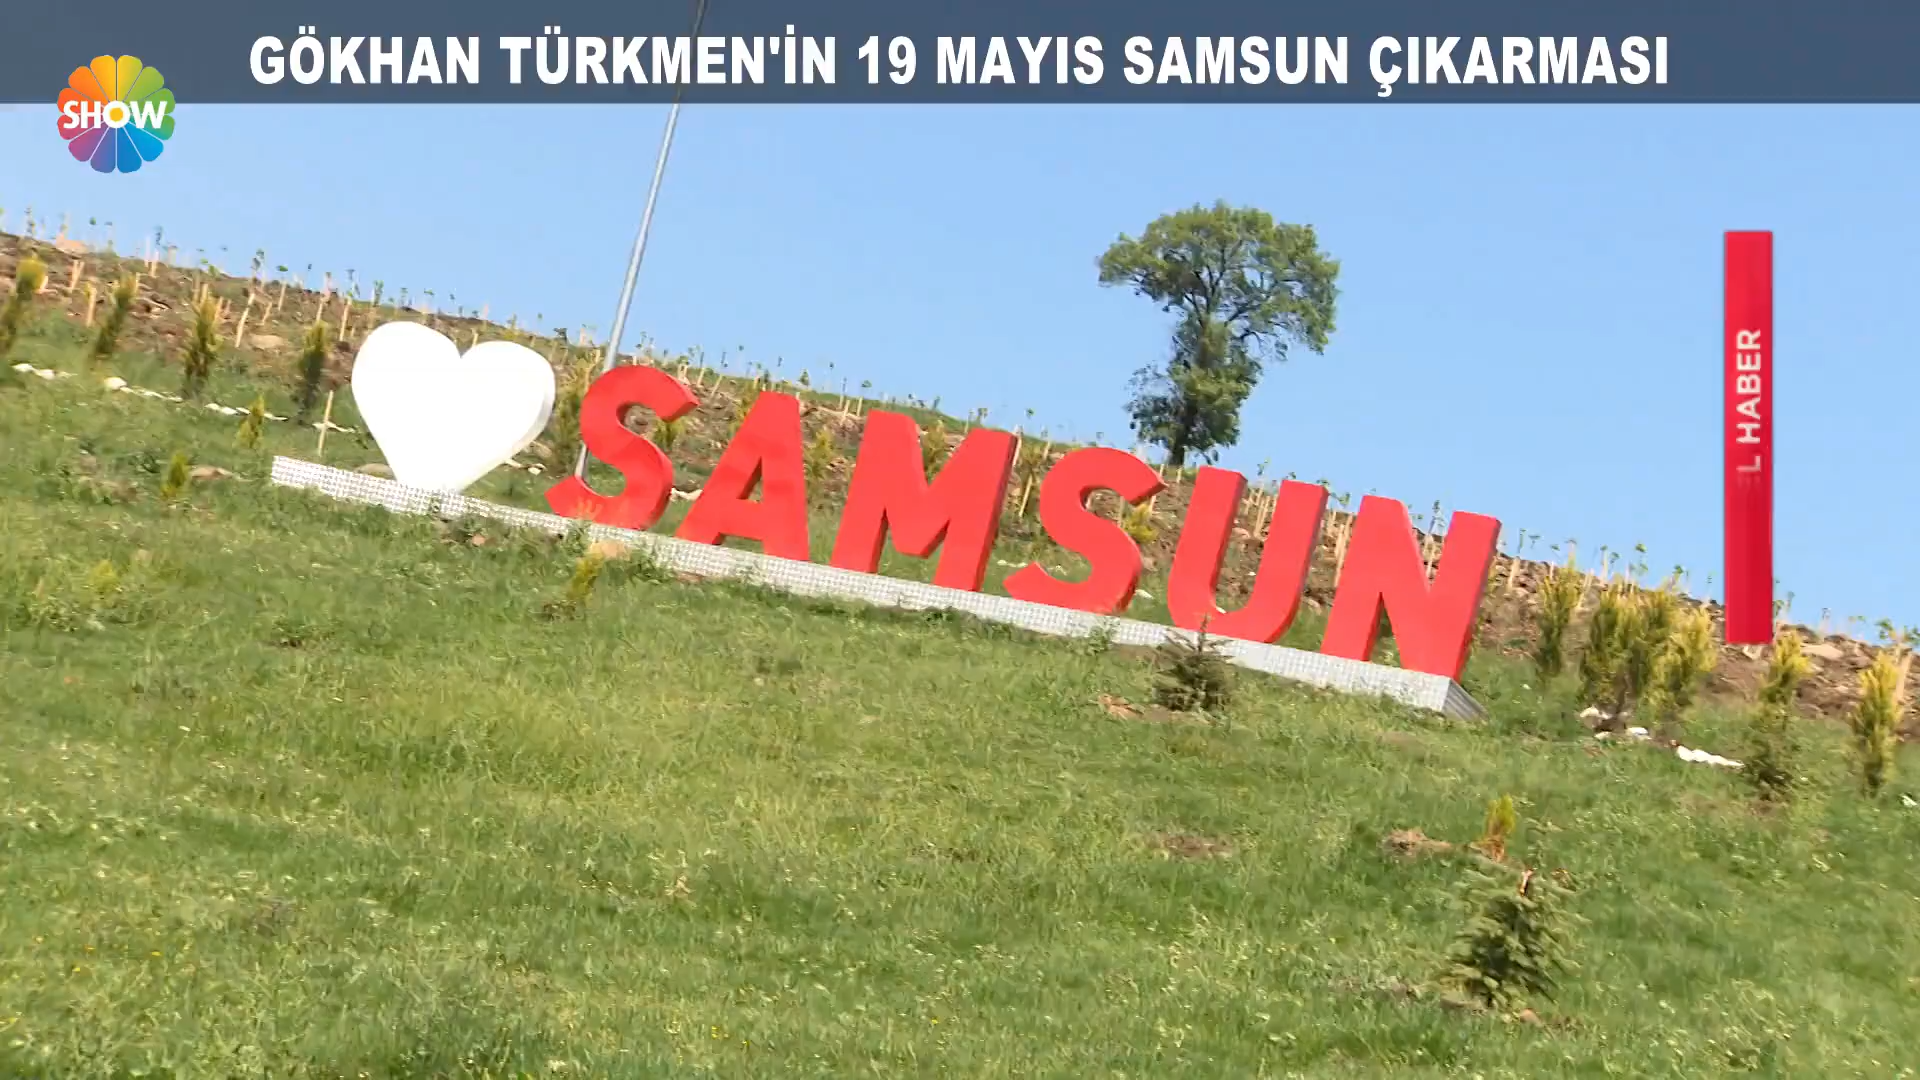 GÖKHAN TÜRKMEN'İN 19 MAYIS SAMSUN ÇIKARMASI
SHOW
SAMSUN
HABER